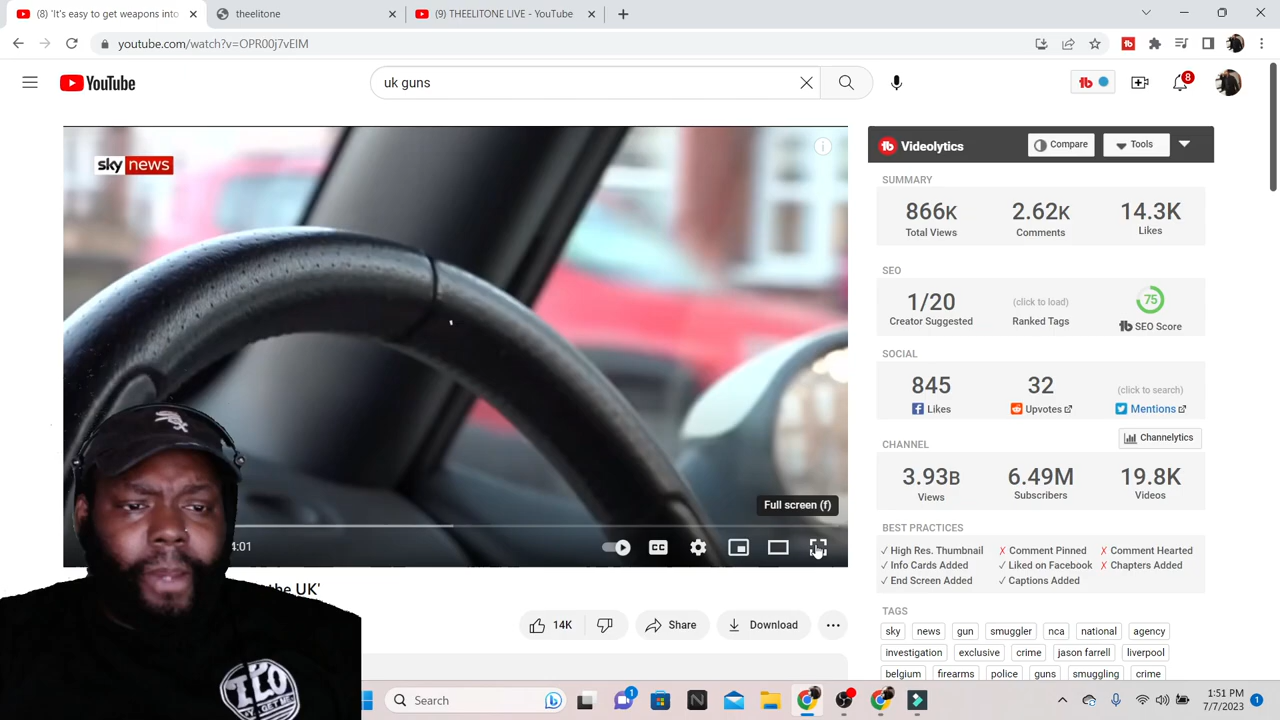 (8) 'It's easy to get weapons into
theelitone
(9) THEELITONE LIVE - YouTube
youtube.com/watch?v=OPR00j7vEIM
YouTube
uk guns
8
sky news
Full screen (f)
4:01
CC
the UK'
14K
Share
Download
Videolytics
Compare
Tools
SUMMARY
866K
2.62K
14.3K
Total Views
Comments
Likes
SEO
1/20
(click to load)
75
Creator Suggested
Ranked Tags
SEO Score
SOCIAL
845
32
(click to search)
Likes
Upvotes
Mentions
CHANNEL
Channelytics
3.93B
6.49M
19.8K
Views
Subscribers
Videos
BEST PRACTICES
✓ High Res. Thumbnail
✗ Comment Pinned
✗ Comment Hearted
✓ Info Cards Added
✓ Liked on Facebook
✗ Chapters Added
✓ End Screen Added
✓ Captions Added
TAGS
sky
news
gun
smuggler
nca
national
agency
investigation
exclusive
crime
jason farrell
liverpool
belgium
firearms
police
guns
smuggling
crime
Search
1
1:51 PM
7/7/2023
1